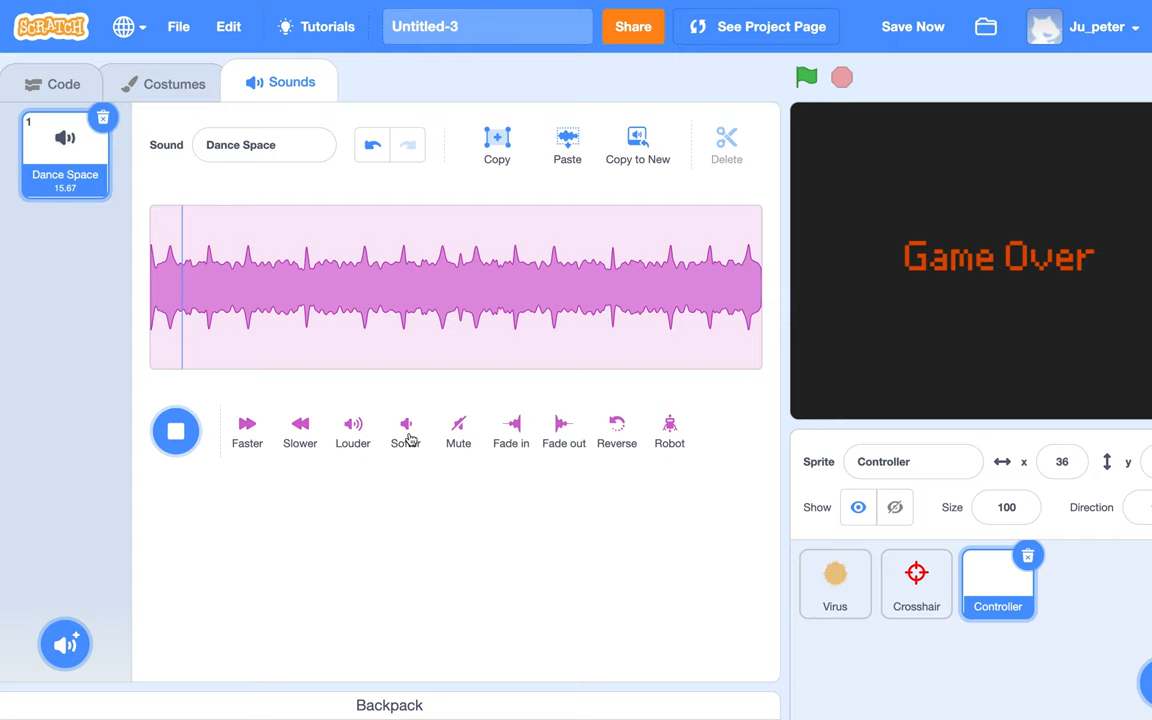 SCRATCH
File
Edit
Tutorials
Untitled-3
Share
See Project Page
Save Now
Ju_peter
Code
Costumes
Sounds
1
Dance Space
15.67
Sound
Dance Space
Copy
Paste
Copy to New
Delete
Faster
Slower
Louder
Softer
Mute
Fade in
Fade out
Reverse
Robot
Game Over
Sprite
Controller
x
36
y
Show
Size
100
Direction
Virus
Crosshair
Controller
Backpack